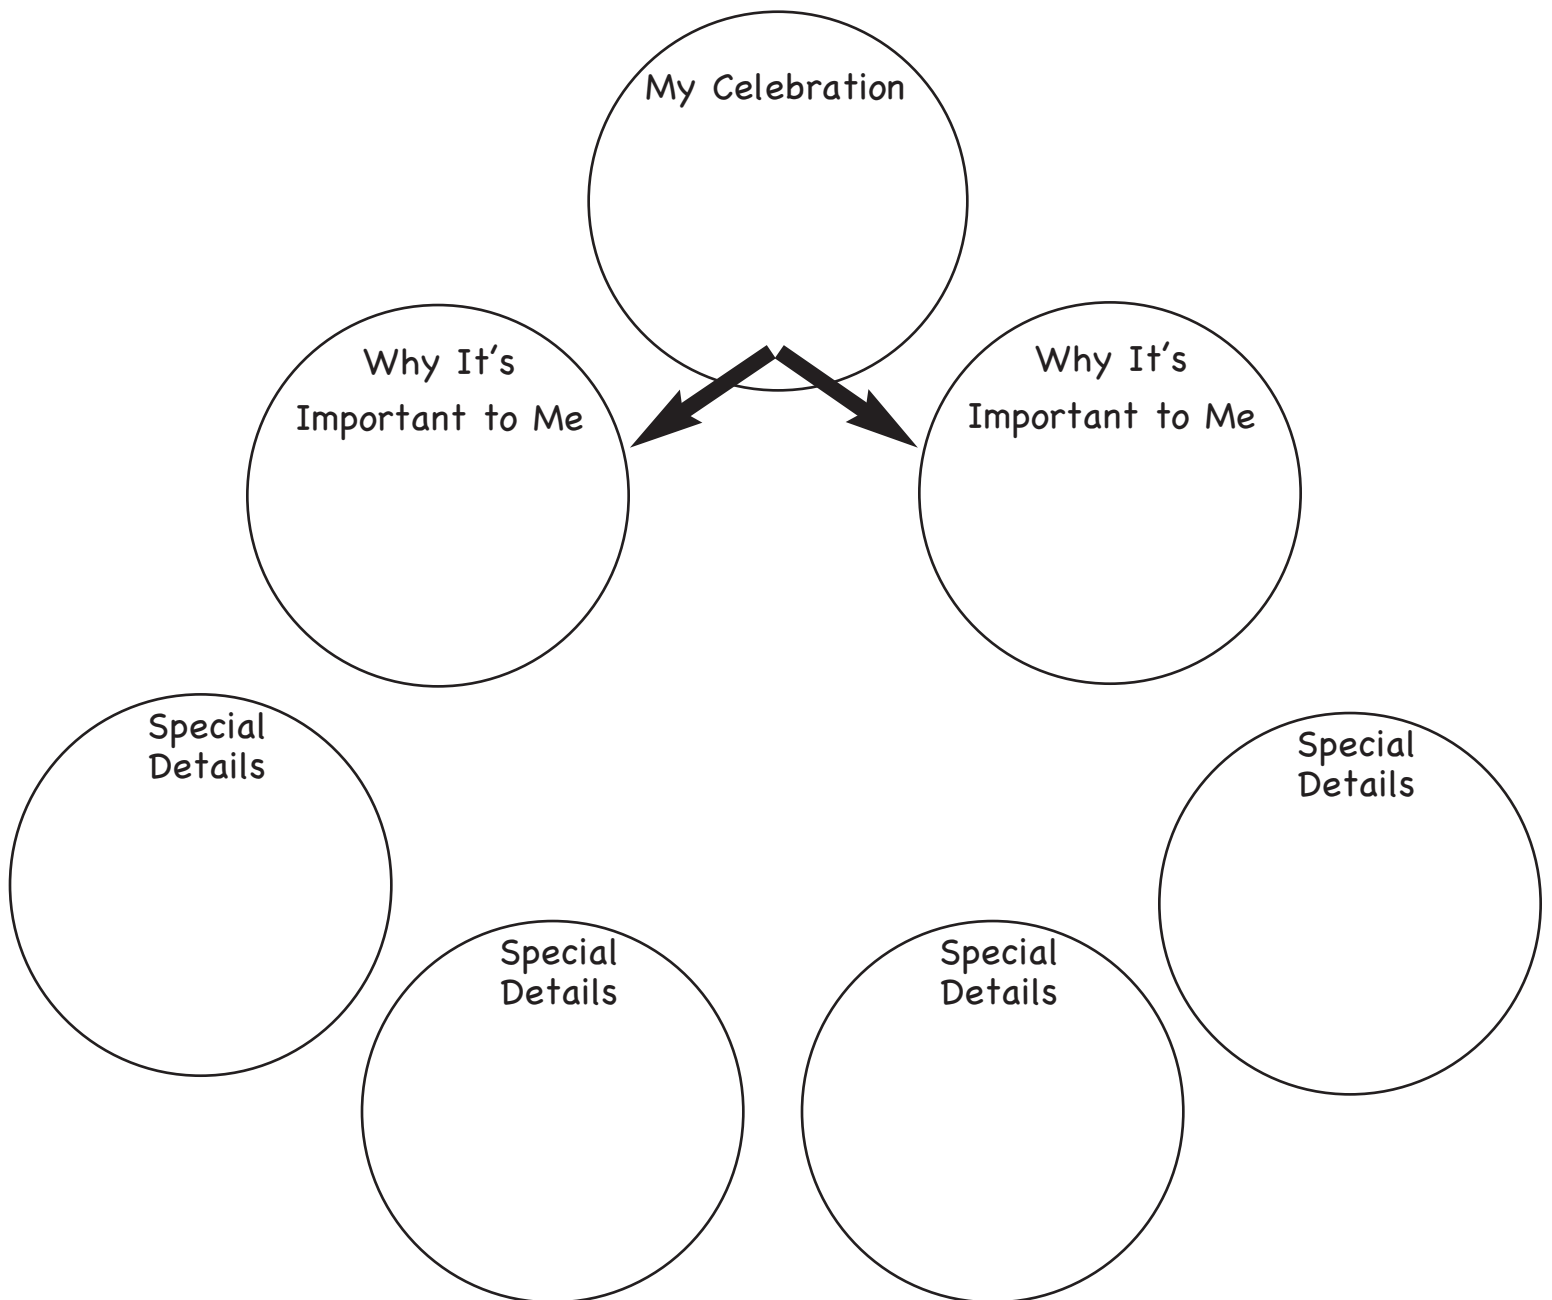 My Celebration
Why It's
Important to Me
Why It's
Important to Me
Special
Details
Special
Details
Special
Details
Special
Details